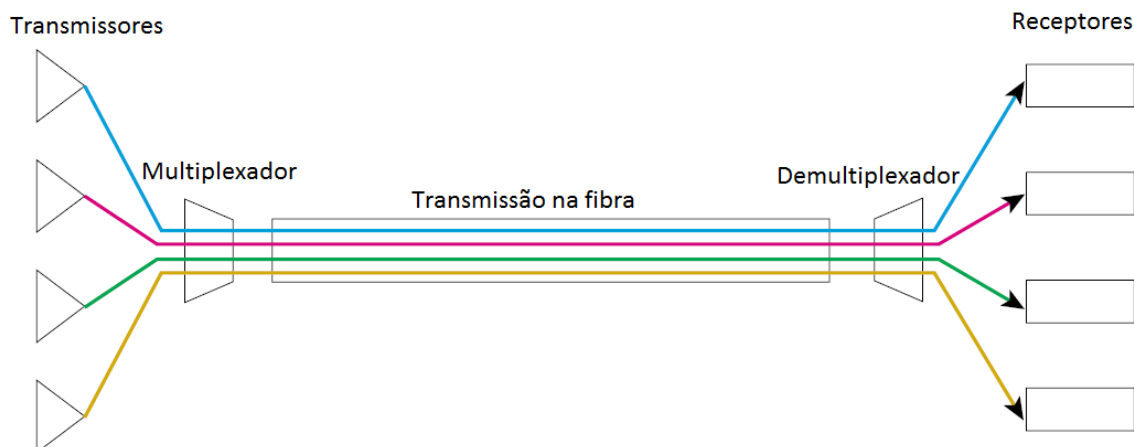 Transmissores
Receptores
Multiplexador
Transmissão na fibra
Demultiplexador